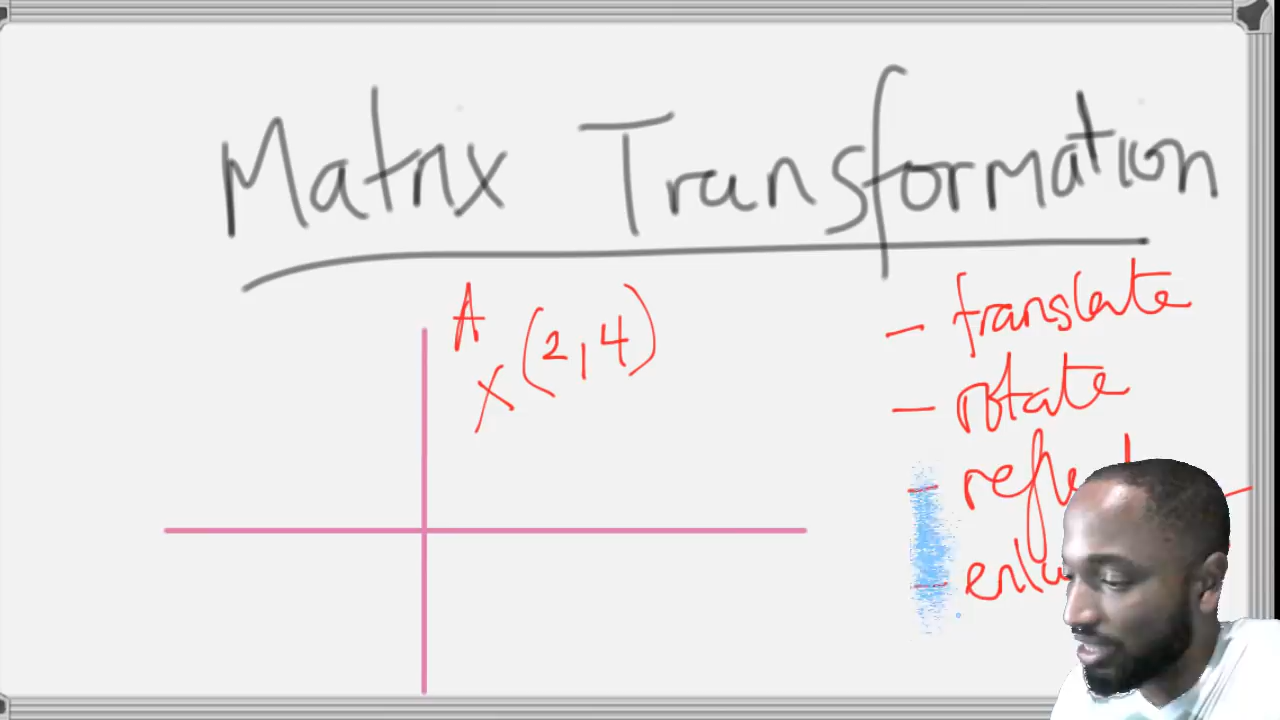 Matrix Transformation
A
X (2,4)
- translate
- rotate